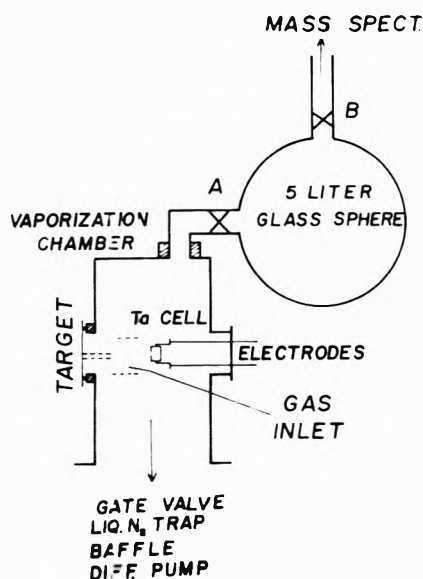 MASS SPECT.
B
A
5 LITER
GLASS SPHERE
VAPORIZATION
CHAMBER
Ta CELL
TARGET
ELECTRODES
GAS
INLET
GATE VALVE
LIQ. N₂ TRAP
BAFFLE
DIFF. PUMP